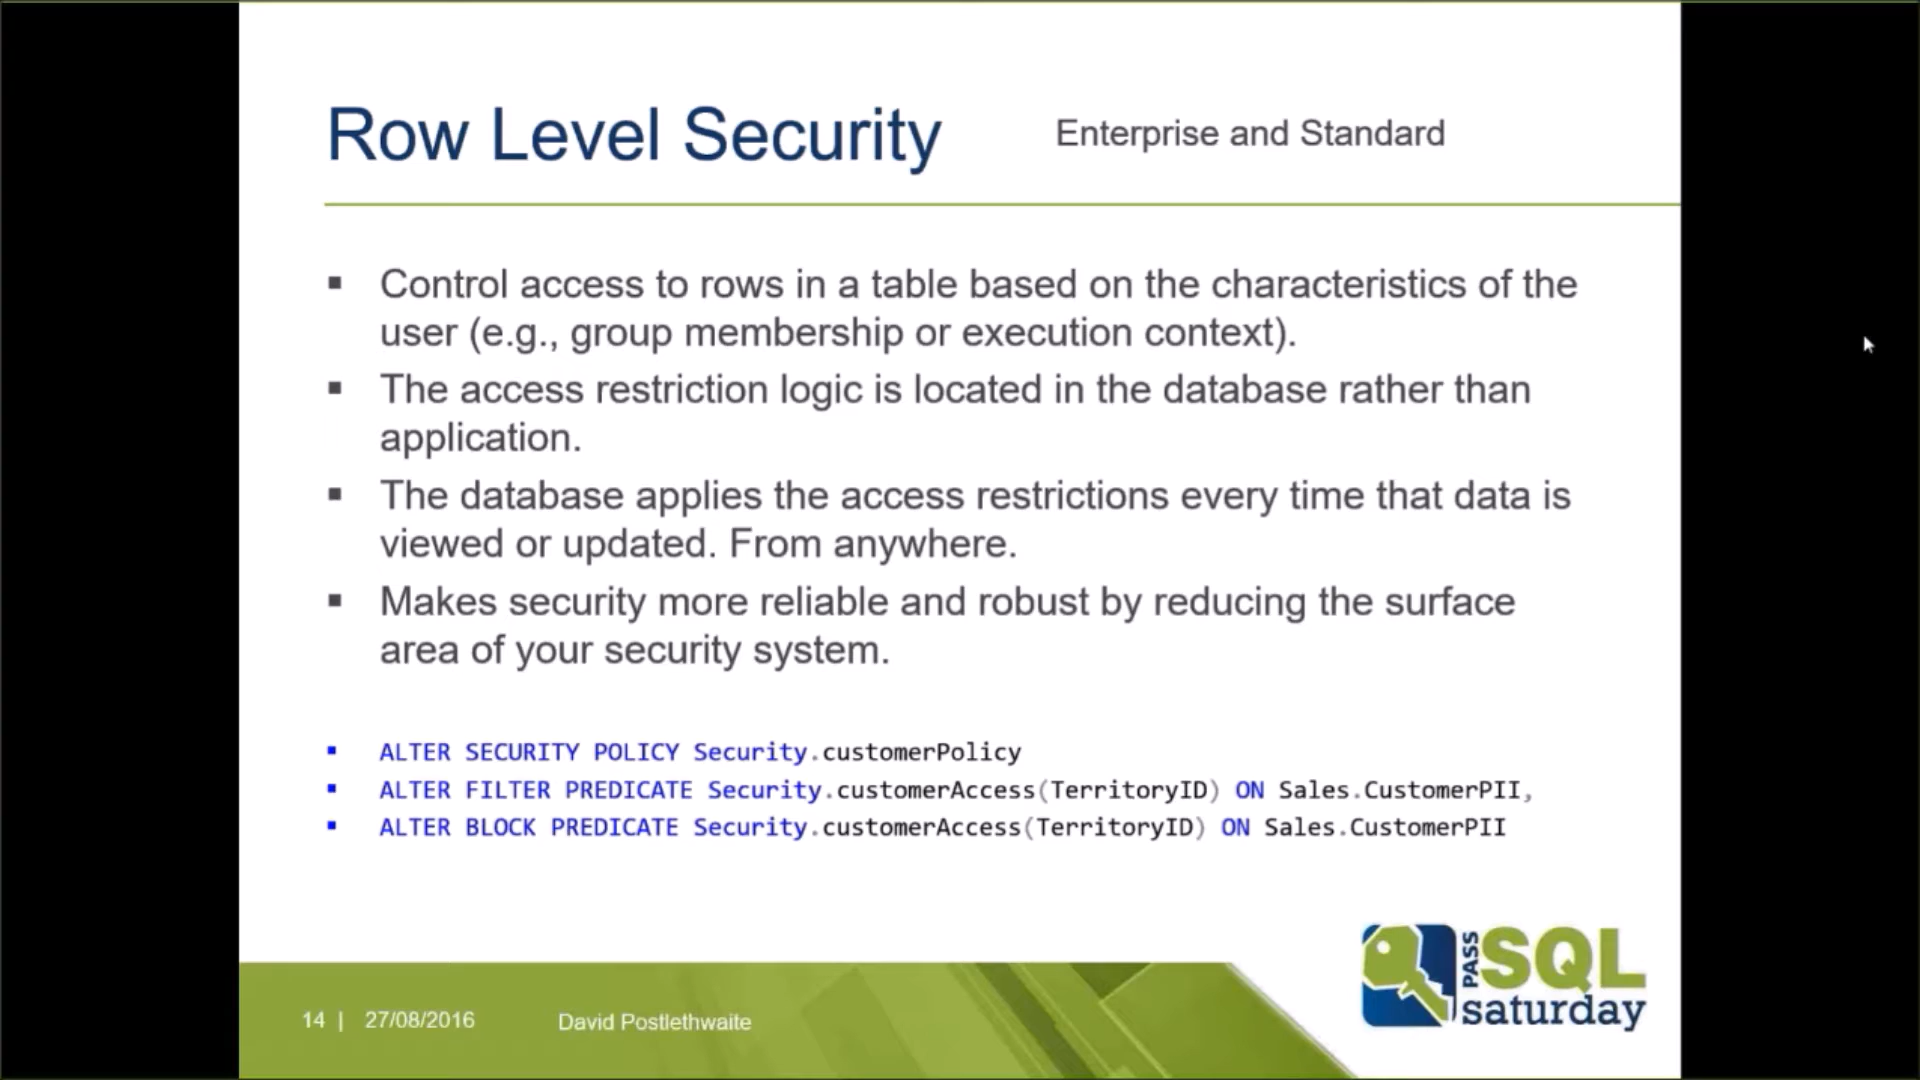 Row Level Security
Enterprise and Standard
▪ Control access to rows in a table based on the characteristics of the
user (e.g., group membership or execution context).
▪ The access restriction logic is located in the database rather than
application.
▪ The database applies the access restrictions every time that data is
viewed or updated. From anywhere.
▪ Makes security more reliable and robust by reducing the surface
area of your security system.
▪ ALTER SECURITY POLICY Security.customerPolicy
▪ ALTER FILTER PREDICATE Security.customerAccess(TerritoryID) ON Sales.CustomerPII,
▪ ALTER BLOCK PREDICATE Security.customerAccess(TerritoryID) ON Sales.CustomerPII
PASS
SQL
saturday
14 | 27/08/2016
David Postlethwaite